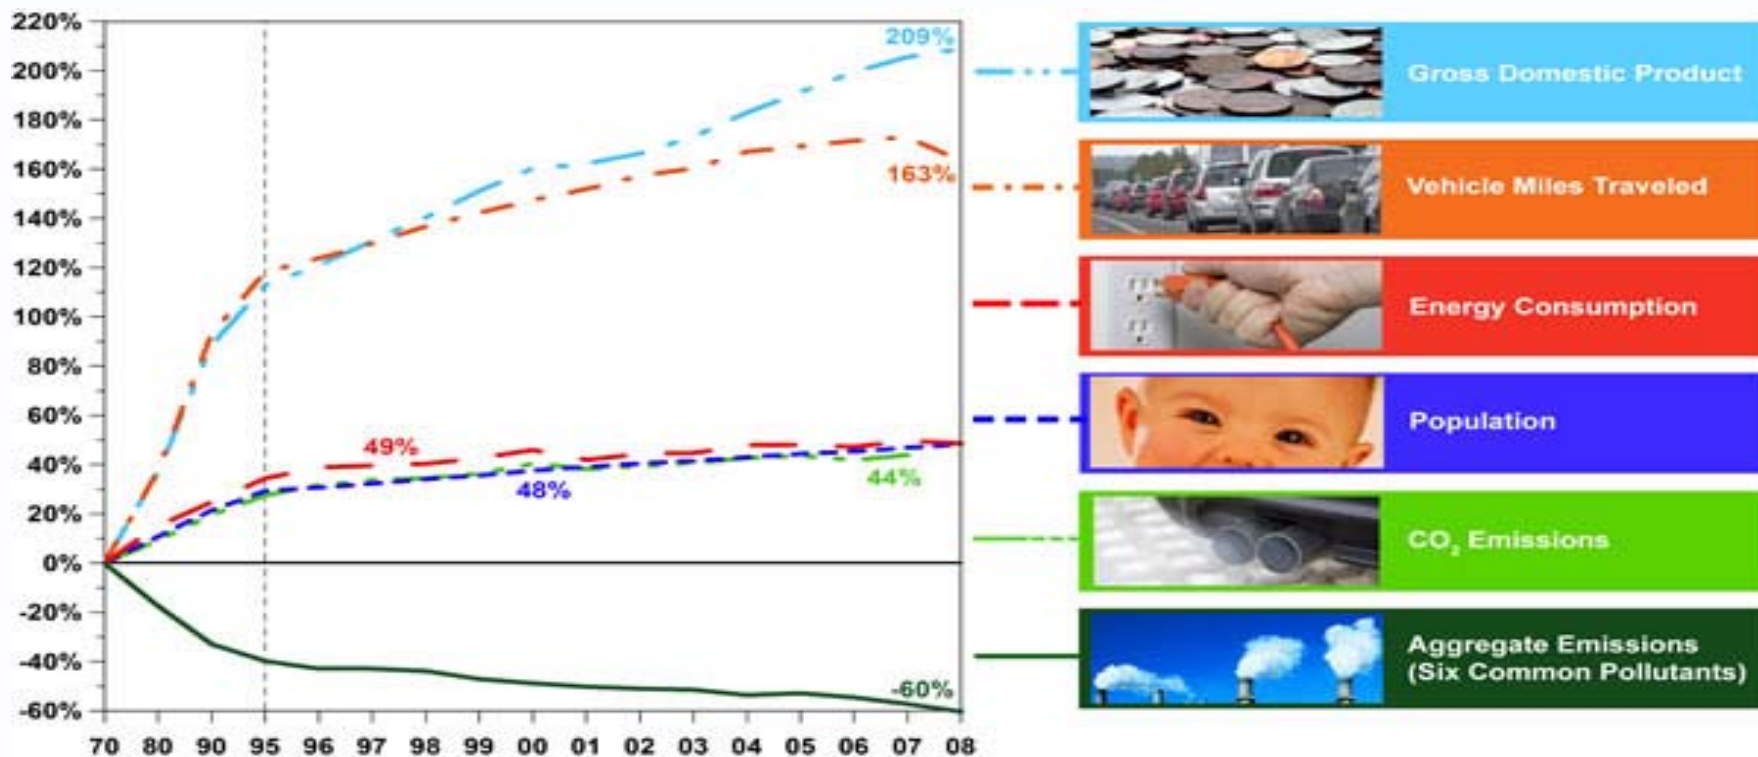 220%
200%
180%
160%
140%
120%
100%
80%
60%
40%
20%
0%
-20%
-40%
-60%
70 80 90 95 96 97 98 99 00 01 02 03 04 05 06 07 08
209%
163%
49%
48%
44%
-60%
Gross Domestic Product
Vehicle Miles Traveled
Energy Consumption
Population
CO₂ Emissions
Aggregate Emissions
(Six Common Pollutants)